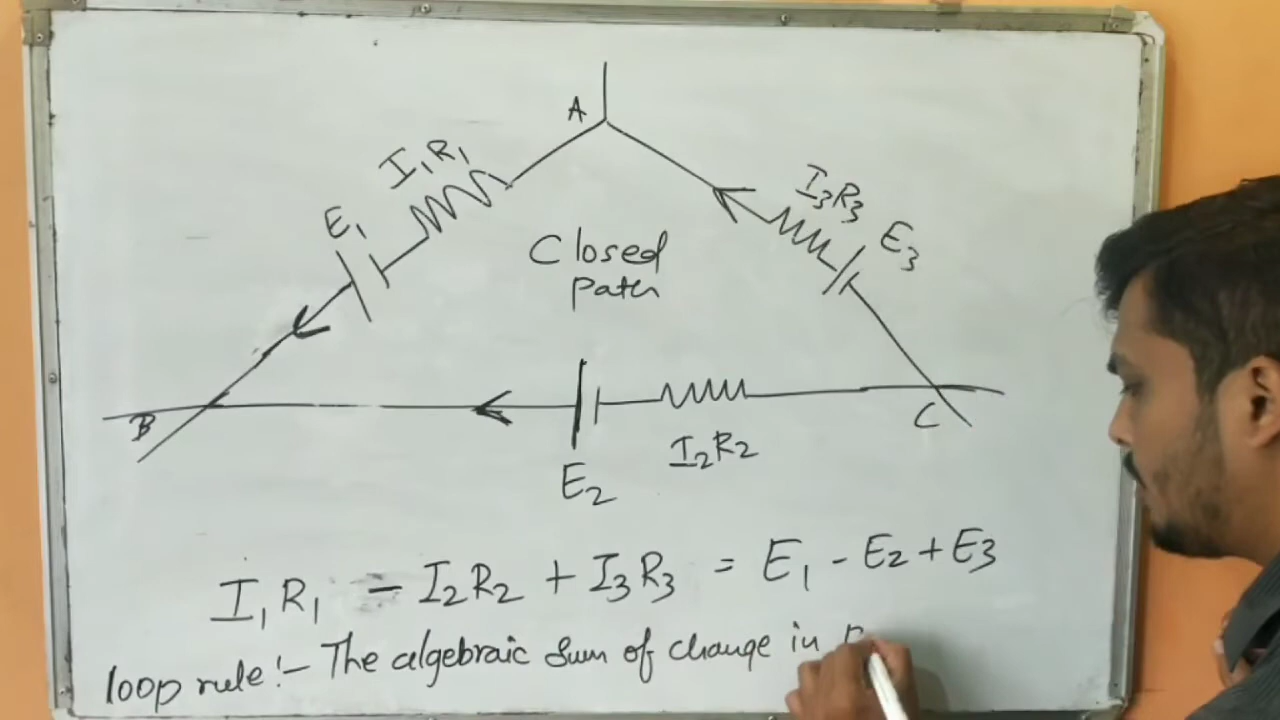 A
I₁R₁
I₃R₃
E₁
E₃
Closed
Path
B
C
E₂
I₂R₂
I₁R₁ - I₂R₂ + I₃R₃ = E₁ - E₂ + E₃
loop rule:- The algebraic Sum of change in